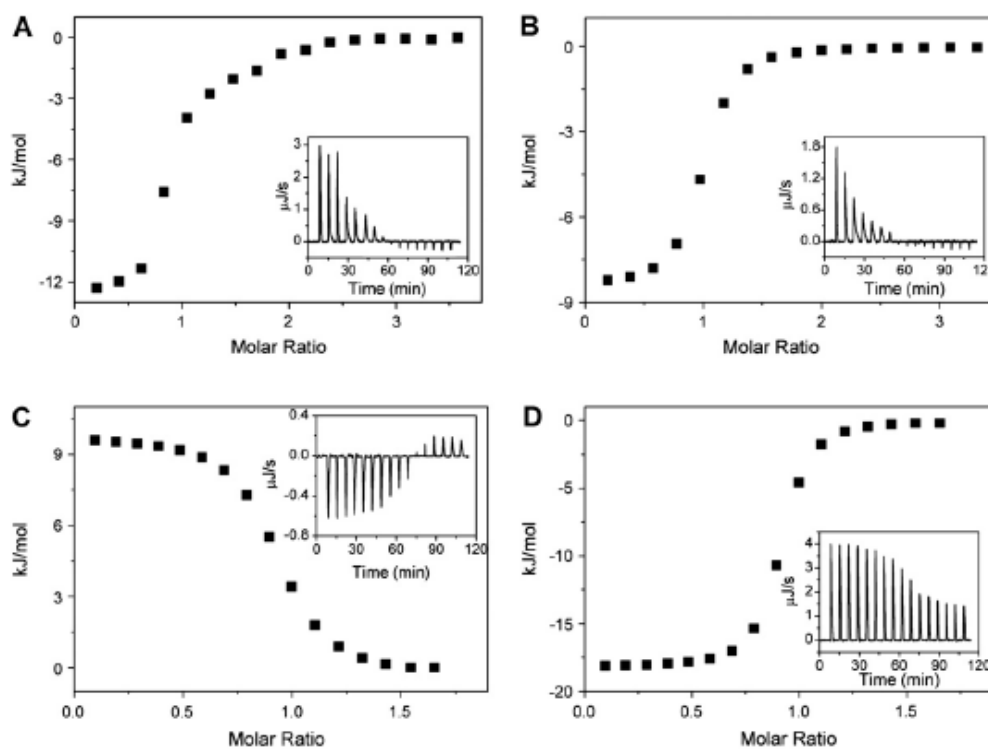 A
0
-3
-6
-9
-12
kJ/mol
0 1 2 3
Molar Ratio
3
2
1
0
μJ/s
0 30 60 90 120
Time (min)
B
0
-3
-6
-9
kJ/mol
0 1 2 3
Molar Ratio
1.8
1.2
0.6
0.0
μJ/s
0 30 60 90 120
Time (min)
C
9
6
3
0
kJ/mol
0.0 0.5 1.0 1.5
Molar Ratio
0.4
0.0
-0.4
-0.8
μJ/s
0 30 60 90 120
Time (min)
D
0
-5
-10
-15
-20
kJ/mol
0.0 0.5 1.0 1.5
Molar Ratio
4
3
2
1
0
μJ/s
0 30 60 90 120
Time (min)